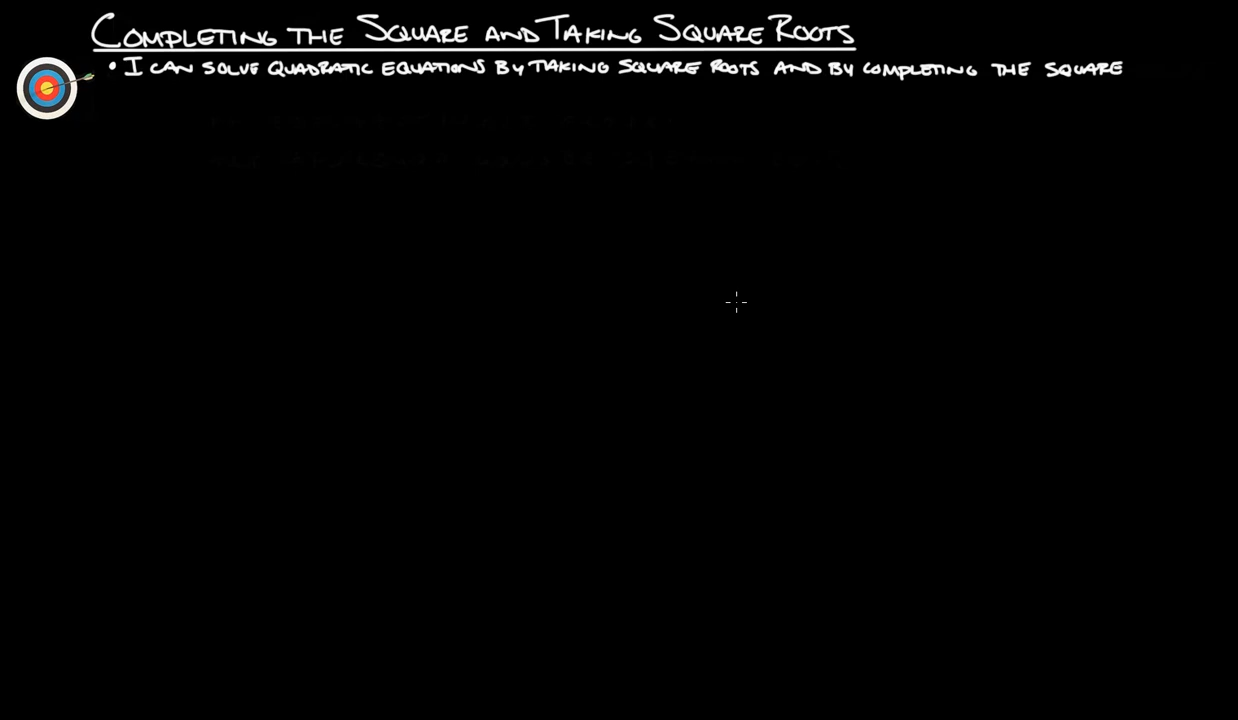 COMPLETING THE SQUARE AND TAKING SQUARE ROOTS
• I CAN SOLVE QUADRATIC EQUATIONS BY TAKING SQUARE ROOTS AND BY COMPLETING THE SQUARE